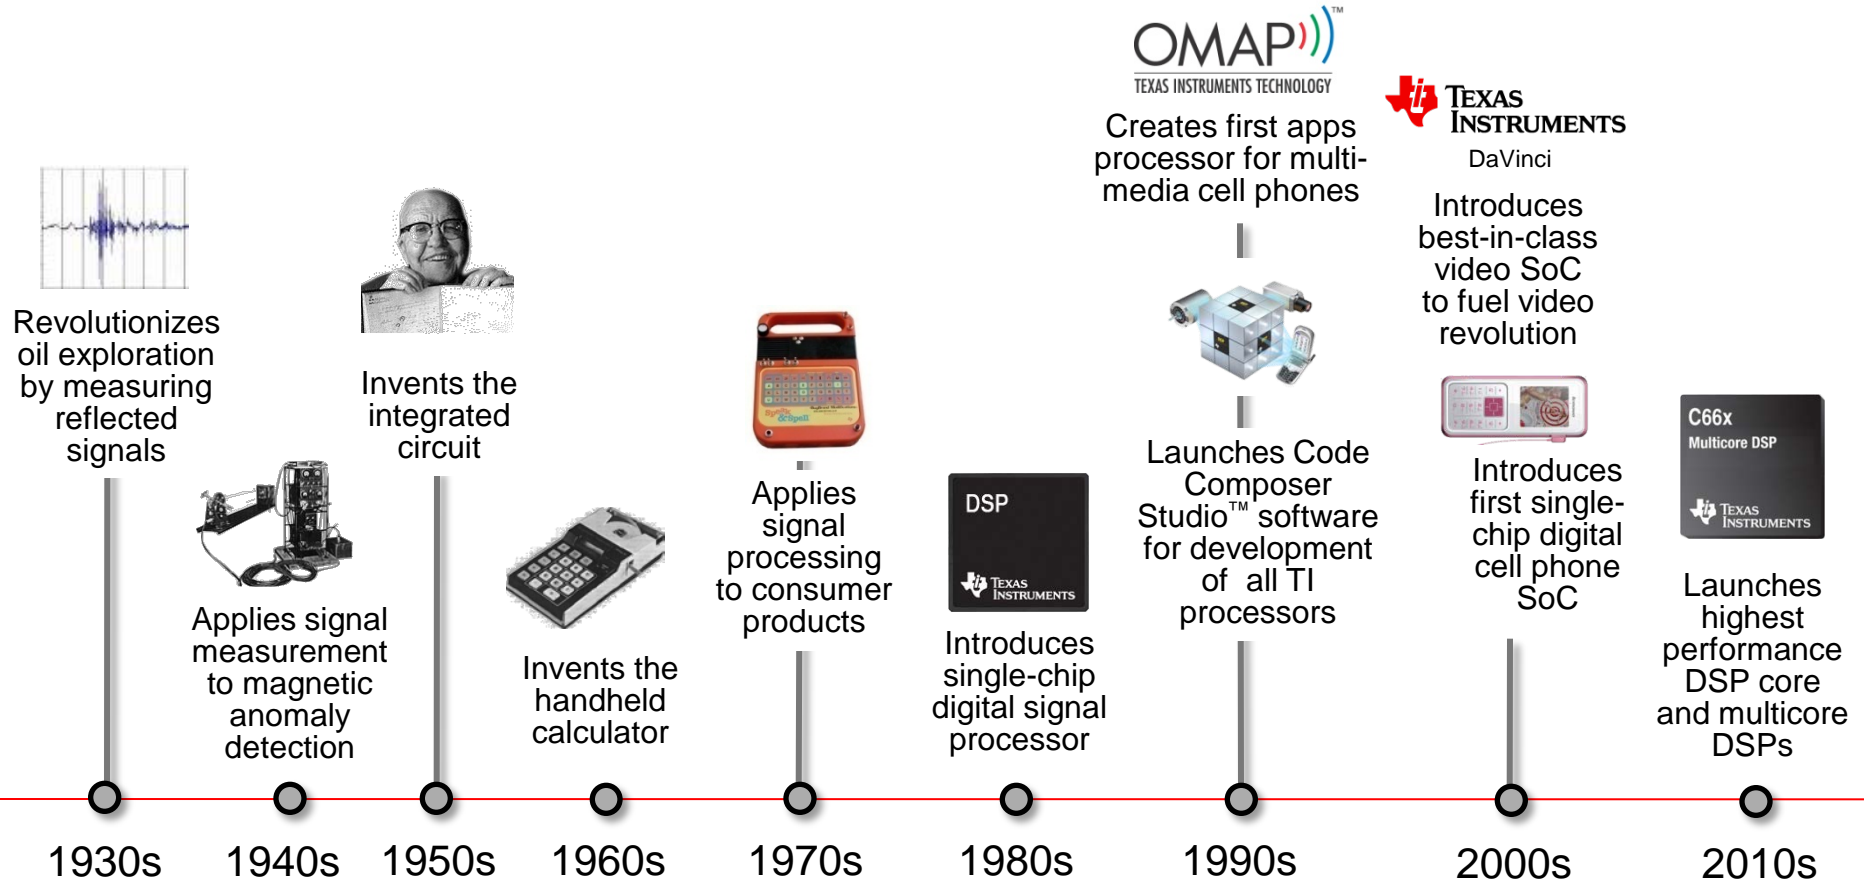 Revolutionizes
oil exploration
by measuring
reflected
signals
Applies signal
measurement
to magnetic
anomaly
detection
Invents the
integrated
circuit
Invents the
handheld
calculator
Speak
& Spell
Applies
signal
processing
to consumer
products
DSP
TEXAS
INSTRUMENTS
Introduces
single-chip
digital signal
processor
OMAP™
TEXAS INSTRUMENTS TECHNOLOGY
Creates first apps
processor for multi-
media cell phones
Launches Code
Composer
Studio™ software
for development
of all TI
processors
TEXAS
INSTRUMENTS
DaVinci
Introduces
best-in-class
video SoC
to fuel video
revolution
Introduces
first single-
chip digital
cell phone
SoC
C66x
Multicore DSP
TEXAS
INSTRUMENTS
Launches
highest
performance
DSP core
and multicore
DSPs
1930s 1940s 1950s 1960s 1970s 1980s 1990s 2000s 2010s